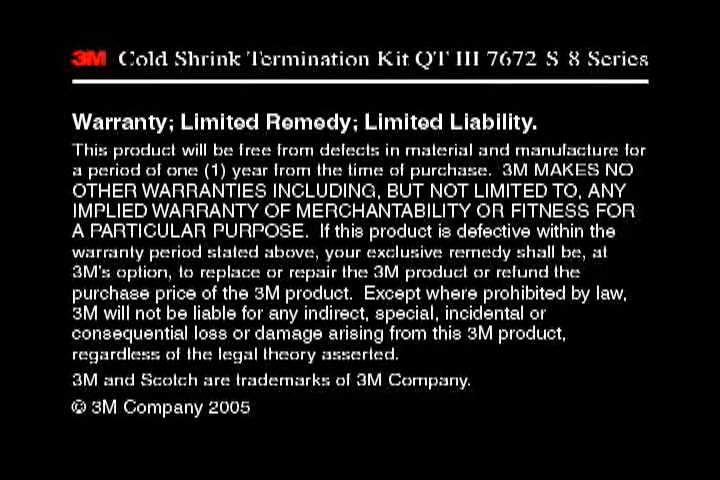 3M Cold Shrink Termination Kit QT III 7672 S 8 Series
Warranty; Limited Remedy; Limited Liability.
This product will be free from defects in material and manufacture for
a period of one (1) year from the time of purchase.  3M MAKES NO
OTHER WARRANTIES INCLUDING, BUT NOT LIMITED TO, ANY
IMPLIED WARRANTY OF MERCHANTABILITY OR FITNESS FOR
A PARTICULAR PURPOSE.  If this product is defective within the
warranty period stated above, your exclusive remedy shall be, at
3M's option, to replace or repair the 3M product or refund the
purchase price of the 3M product.  Except where prohibited by law,
3M will not be liable for any indirect, special, incidental or
consequential loss or damage arising from this 3M product,
regardless of the legal theory asserted.
3M and Scotch are trademarks of 3M Company.
© 3M Company 2005